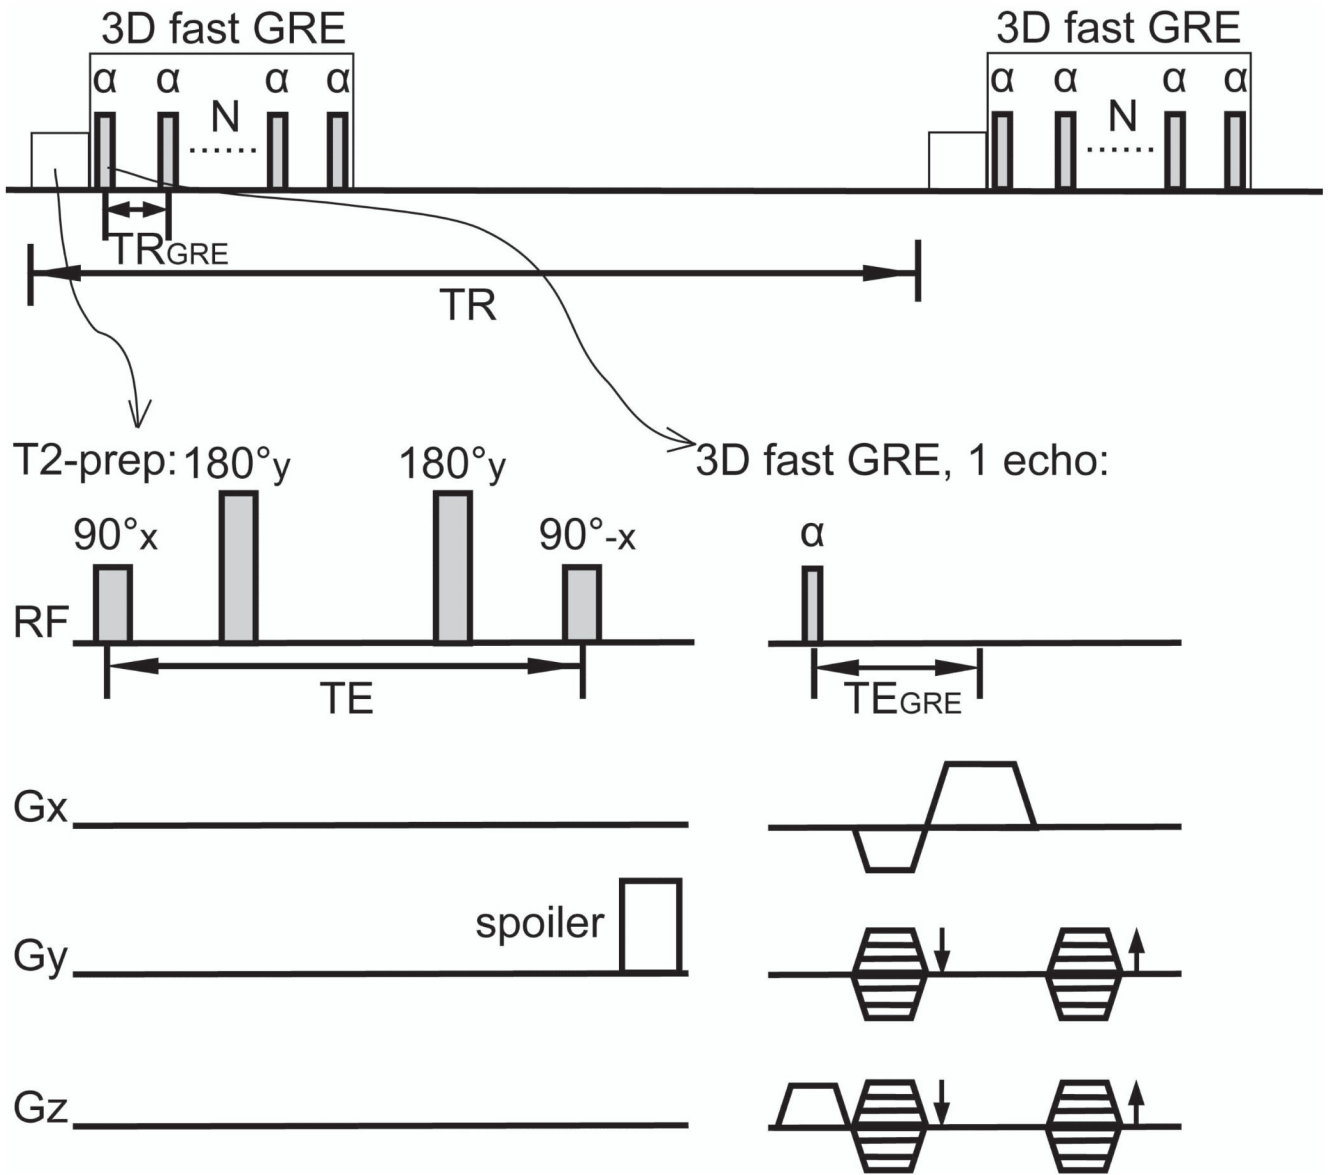 3D fast GRE 3D fast GRE
α α N α α α α N α α
TRGRE
TR
T2-prep: 180°y 180°y 3D fast GRE, 1 echo:
90°x 90°-x α
RF
TE TEGRE
Gx
spoiler
Gy
Gz